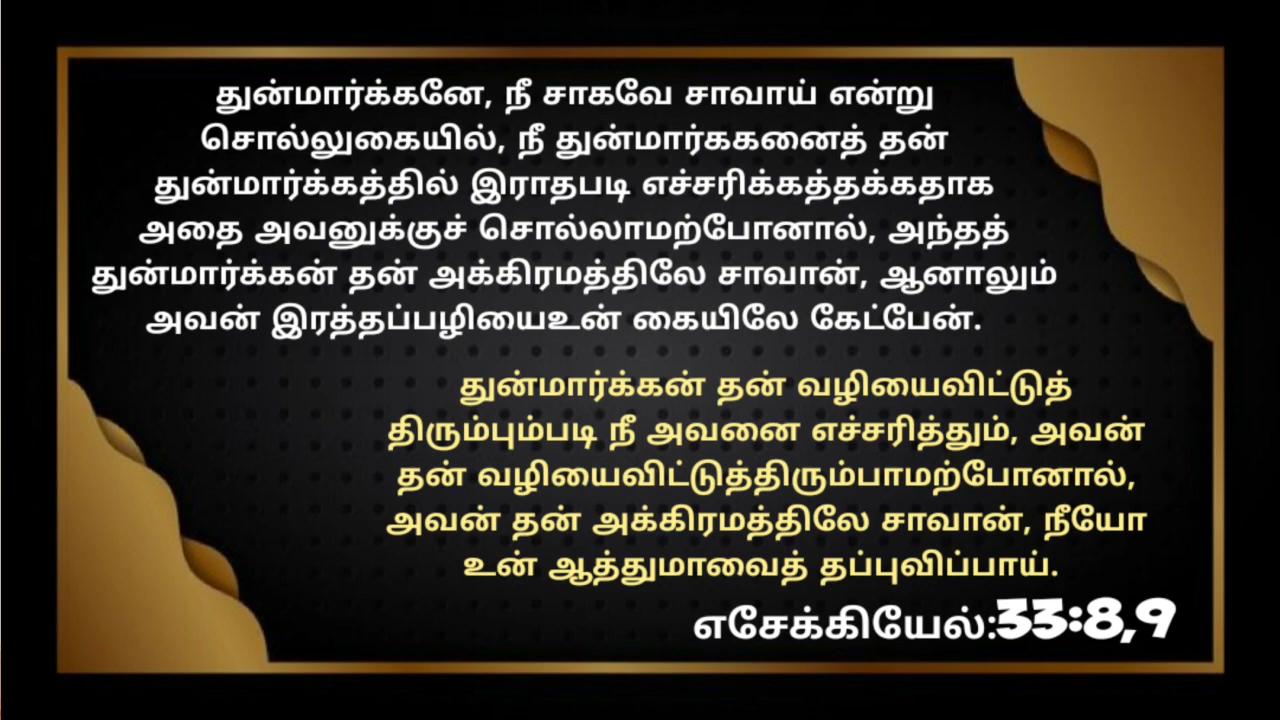 துன்மார்க்கனே, நீ சாகவே சாவாய் என்று
சொல்லுகையில், நீ துன்மார்ககனைத் தன்
துன்மார்க்கத்தில் இராதபடி எச்சரிக்கத்தக்கதாக
அதை அவனுக்குச் சொல்லாமற்போனால், அந்தத்
துன்மார்க்கன் தன் அக்கிரமத்திலே சாவான், ஆனாலும்
அவன் இரத்தப்பழியைஉன் கையிலே கேட்பேன்.
துன்மார்க்கன் தன் வழியைவிட்டுத்
திரும்பும்படி நீ அவனை எச்சரித்தும், அவன்
தன் வழியைவிட்டுத்திரும்பாமற்போனால்,
அவன் தன் அக்கிரமத்திலே சாவான், நீயோ
உன் ஆத்துமாவைத் தப்புவிப்பாய்.
எசேக்கியேல்:33:8,9